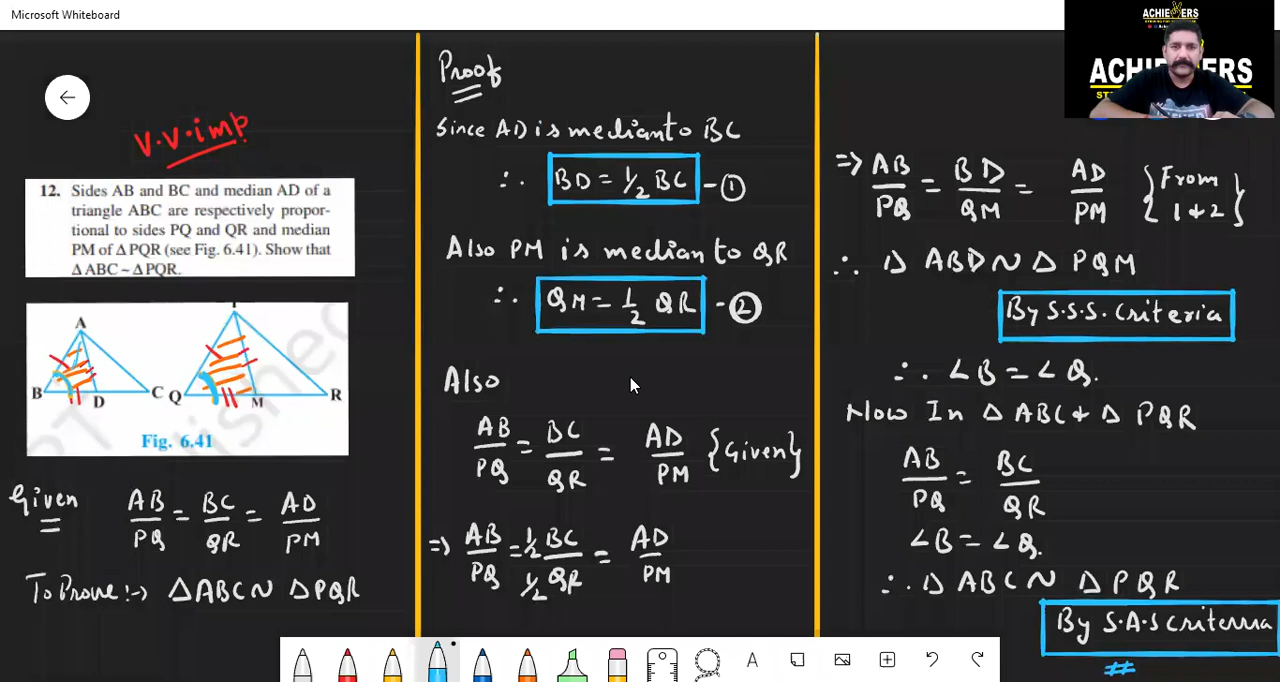 Microsoft Whiteboard
ACHIEVERS
ACHIEVERS
V.V.imp
12. Sides AB and BC and median AD of a
triangle ABC are respectively propor-
tional to sides PQ and QR and median
PM of Δ PQR (see Fig. 6.41). Show that
Δ ABC ~ Δ PQR.
A
B D C Q M R
Fig. 6.41
Given AB/PQ = BC/QR = AD/PM
To Prove :-> Δ ABC ~ Δ PQR
Proof
Since AD is median to BC
∴ BD = 1/2 BC - ①
Also PM is median to QR
∴ QM = 1/2 QR - ②
Also
AB/PQ = BC/QR = AD/PM {Given}
=> AB/PQ = 1/2 BC / 1/2 QR = AD/PM
=> AB/PQ = BD/QM = AD/PM {From 1 & 2}
∴ Δ ABD ~ Δ PQM
By S.S.S. criteria
∴ ∠B = ∠Q.
Now In Δ ABC & Δ PQR
AB/PQ = BC/QR
∠B = ∠Q.
∴ Δ ABC ~ Δ PQR
By S.A.S criterria
#
A